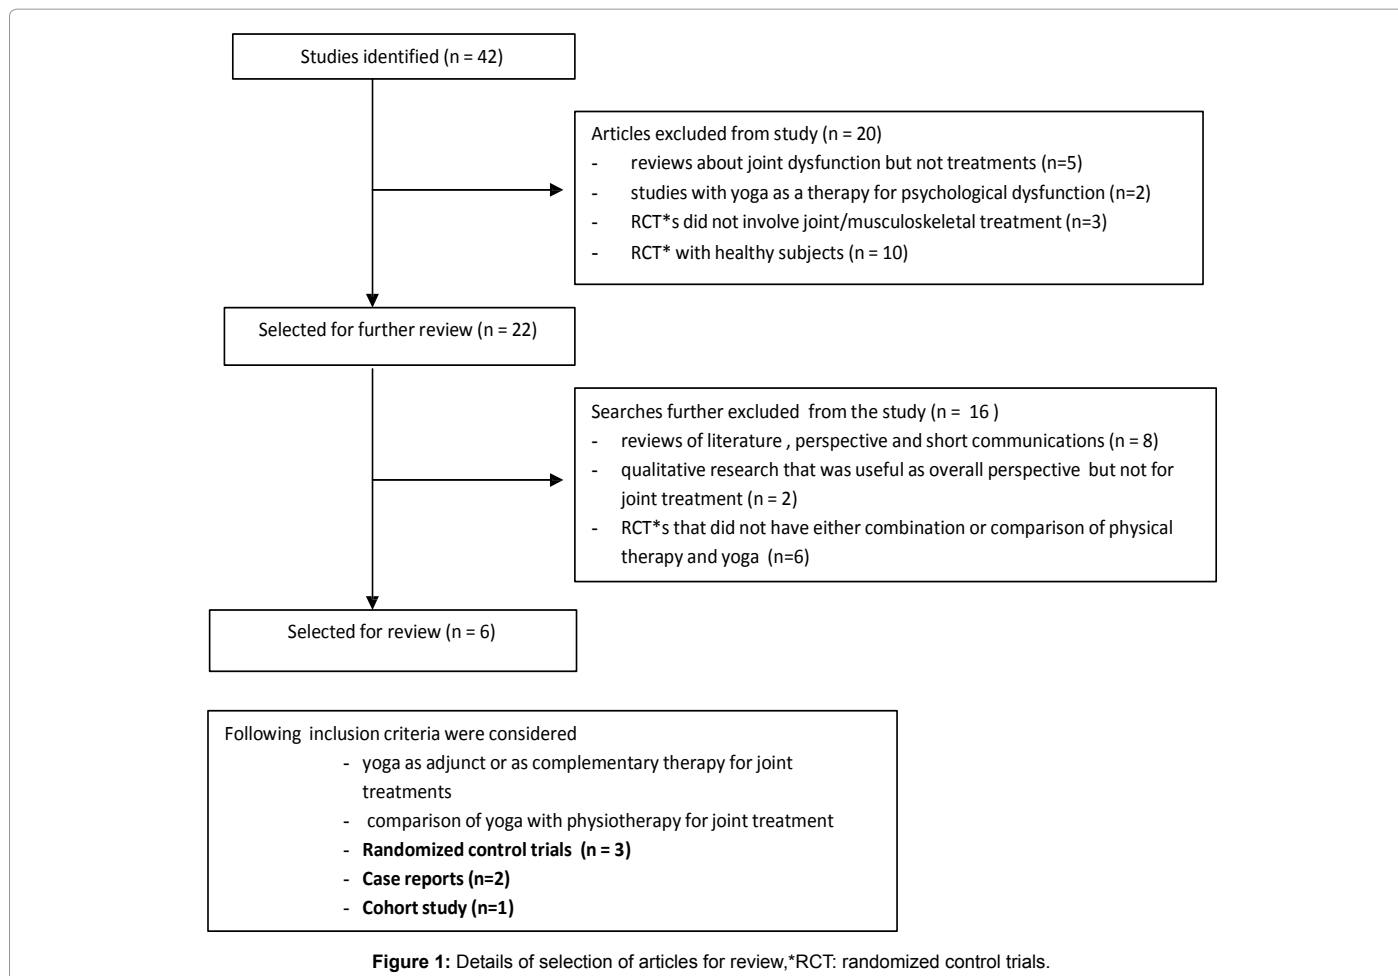 Studies identified (n = 42)
Articles excluded from study (n = 20)
- reviews about joint dysfunction but not treatments (n=5)
- studies with yoga as a therapy for psychological dysfunction (n=2)
- RCT*s did not involve joint/musculoskeletal treatment (n=3)
- RCT* with healthy subjects (n = 10)
Selected for further review (n = 22)
Searches further excluded from the study (n = 16 )
- reviews of literature , perspective and short communications (n = 8)
- qualitative research that was useful as overall perspective but not for
joint treatment (n = 2)
- RCT*s that did not have either combination or comparison of physical
therapy and yoga (n=6)
Selected for review (n = 6)
Following inclusion criteria were considered
- yoga as adjunct or as complementary therapy for joint
treatments
- comparison of yoga with physiotherapy for joint treatment
- Randomized control trials (n = 3)
- Case reports (n=2)
- Cohort study (n=1)
Figure 1: Details of selection of articles for review,*RCT: randomized control trials.